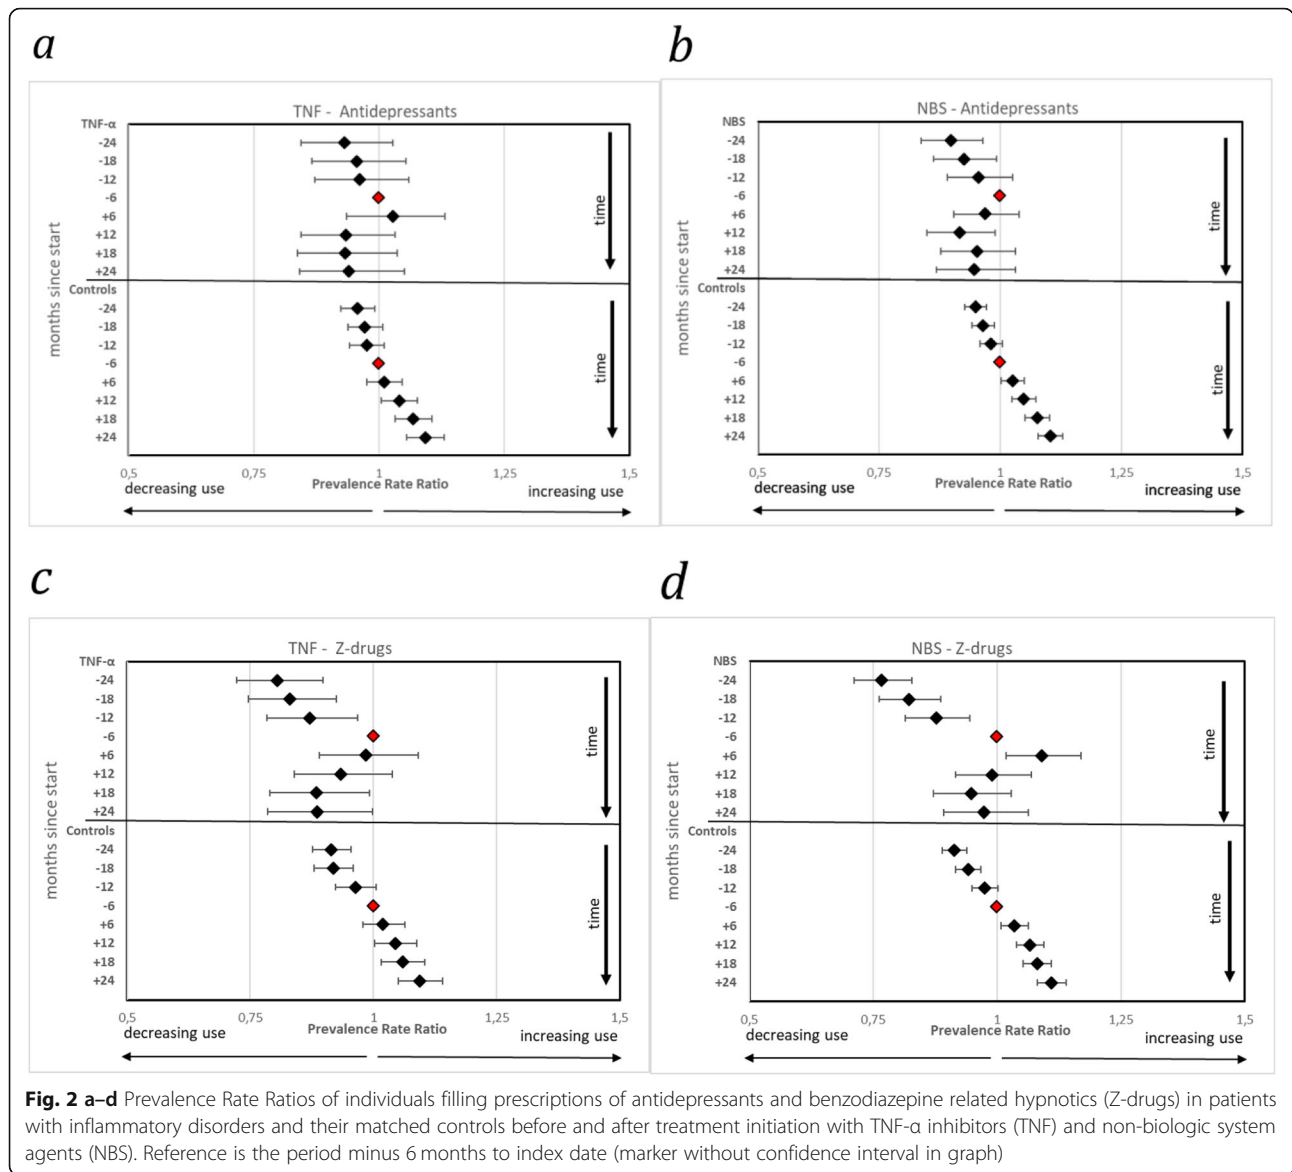 a
TNF - Antidepressants
TNF-α
-24
-18
-12
-6
+6
+12
+18
+24
Controls
-24
-18
-12
-6
+6
+12
+18
+24
months since start
time
time
0,5 0,75 1 1,25 1,5
decreasing use Prevalence Rate Ratio increasing use
b
NBS - Antidepressants
NBS
-24
-18
-12
-6
+6
+12
+18
+24
Controls
-24
-18
-12
-6
+6
+12
+18
+24
months since start
time
time
0,5 0,75 1 1,25 1,5
decreasing use Prevalence Rate Ratio increasing use
c
TNF - Z-drugs
TNF-α
-24
-18
-12
-6
+6
+12
+18
+24
Controls
-24
-18
-12
-6
+6
+12
+18
+24
months since start
time
time
0,5 0,75 1 1,25 1,5
decreasing use Prevalence Rate Ratio increasing use
d
NBS - Z-drugs
NBS
-24
-18
-12
-6
+6
+12
+18
+24
Controls
-24
-18
-12
-6
+6
+12
+18
+24
months since start
time
time
0,5 0,75 1 1,25 1,5
decreasing use Prevalence Rate Ratio increasing use
Fig. 2 a–d Prevalence Rate Ratios of individuals filling prescriptions of antidepressants and benzodiazepine related hypnotics (Z-drugs) in patients
with inflammatory disorders and their matched controls before and after treatment initiation with TNF-α inhibitors (TNF) and non-biologic system
agents (NBS). Reference is the period minus 6 months to index date (marker without confidence interval in graph)